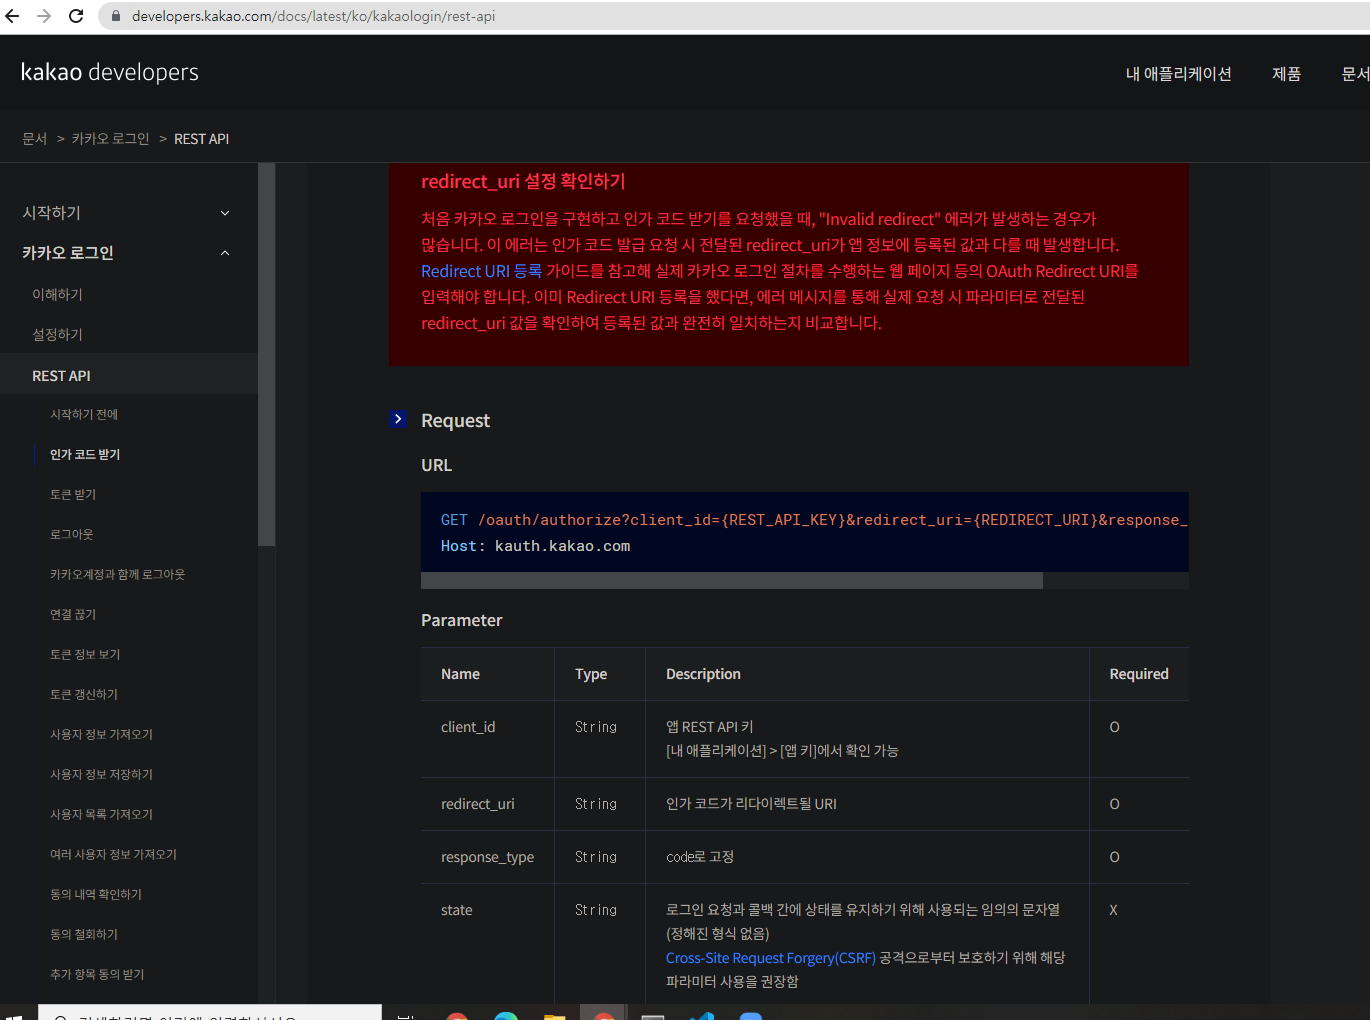 developers.kakao.com/docs/latest/ko/kakaologin/rest-api
kakao developers
내 애플리케이션
제품
문서
문서 > 카카오 로그인 > REST API
시작하기
카카오 로그인
이해하기
설정하기
REST API
시작하기 전에
인가 코드 받기
토큰 받기
로그아웃
카카오계정과 함께 로그아웃
연결 끊기
토큰 정보 보기
토큰 갱신하기
사용자 정보 가져오기
사용자 정보 저장하기
사용자 목록 가져오기
여러 사용자 정보 가져오기
동의 내역 확인하기
동의 철회하기
추가 항목 동의 받기
redirect_uri 설정 확인하기
처음 카카오 로그인을 구현하고 인가 코드 받기를 요청했을 때, "Invalid redirect" 에러가 발생하는 경우가
많습니다. 이 에러는 인가 코드 발급 요청 시 전달된 redirect_uri가 앱 정보에 등록된 값과 다를 때 발생합니다.
Redirect URI 등록 가이드를 참고해 실제 카카오 로그인 절차를 수행하는 웹 페이지 등의 OAuth Redirect URI를
입력해야 합니다. 이미 Redirect URI 등록을 했다면, 에러 메시지를 통해 실제 요청 시 파라미터로 전달된
redirect_uri 값을 확인하여 등록된 값과 완전히 일치하는지 비교합니다.
Request
URL
GET /oauth/authorize?client_id={REST_API_KEY}&redirect_uri={REDIRECT_URI}&response_
Host: kauth.kakao.com
Parameter
Name Type Description Required
client_id String 앱 REST API 키 O
[내 애플리케이션] > [앱 키]에서 확인 가능
redirect_uri String 인가 코드가 리다이렉트될 URI O
response_type String code로 고정 O
state String 로그인 요청과 콜백 간에 상태를 유지하기 위해 사용되는 임의의 문자열 X
(정해진 형식 없음)
Cross-Site Request Forgery(CSRF) 공격으로부터 보호하기 위해 해당
파라미터 사용을 권장함